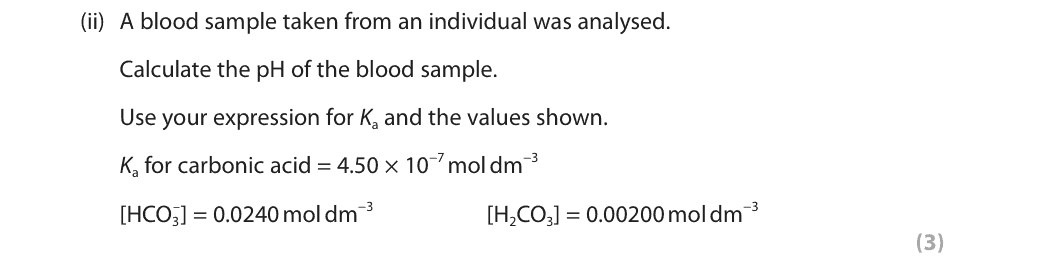 (ii) A blood sample taken from an individual was analysed.
Calculate the pH of the blood sample.
Use your expression for Kₐ and the values shown.
Kₐ for carbonic acid = 4.50 × 10⁻⁷ mol dm⁻³
[HCO₃⁻] = 0.0240 mol dm⁻³ [H₂CO₃] = 0.00200 mol dm⁻³
(3)